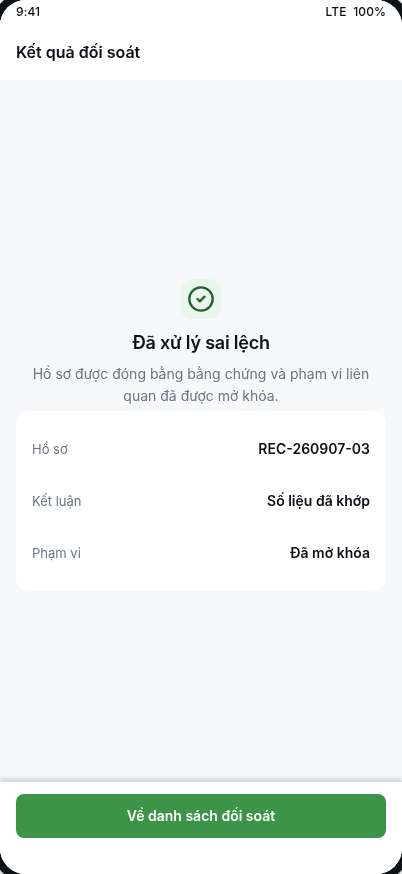 9:41
LTE 100%
Kết quả đối soát
Đã xử lý sai lệch
Hồ sơ được đóng bằng bằng chứng và phạm vi liên
quan đã được mở khóa.
Hồ sơ
REC-260907-03
Kết luận
Số liệu đã khớp
Phạm vi
Đã mở khóa
Về danh sách đối soát